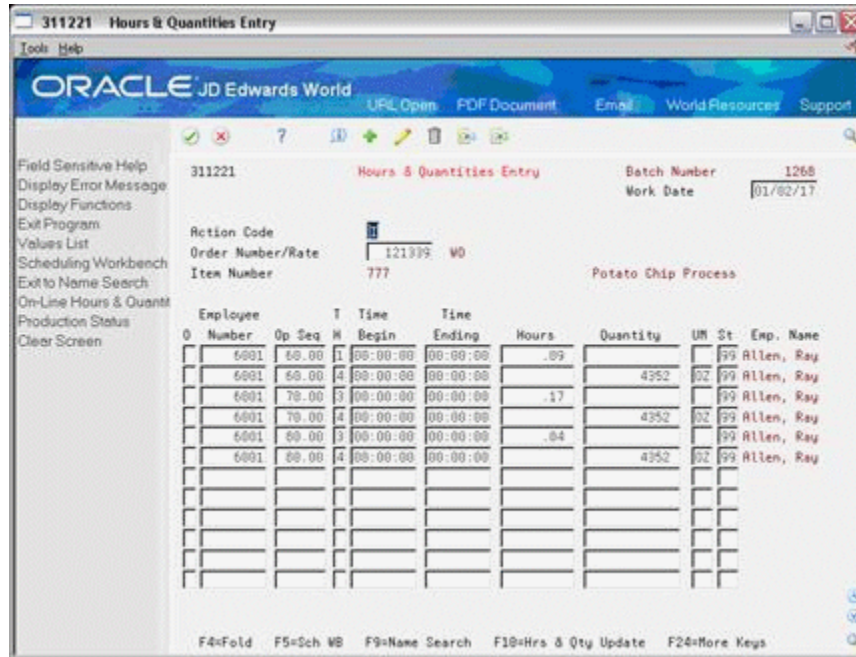 311221 Hours & Quantities Entry
Tools Help
ORACLE JD Edwards World
URL Open PDF Document Email World Resources Support
Field Sensitive Help
Display Error Message
Display Functions
Exit Program
Values List
Scheduling Workbench
Exit to Name Search
On-Line Hours & Quantit
Production Status
Clear Screen
311221 Hours & Quantities Entry Batch Number 1268
Work Date 01/02/17
Action Code I
Order Number/Rate 121339 WO
Item Number 777 Potato Chip Process
Employee T Time Time
O Number Op Seq H Begin Ending Hours Quantity UM St Emp. Name
6001 60.00 1 00:00:00 00:00:00 .09 99 Allen, Ray
6001 60.00 4 00:00:00 00:00:00 4352 OZ 99 Allen, Ray
6001 70.00 3 00:00:00 00:00:00 .17 99 Allen, Ray
6001 70.00 4 00:00:00 00:00:00 4352 OZ 99 Allen, Ray
6001 80.00 3 00:00:00 00:00:00 .04 99 Allen, Ray
6001 80.00 4 00:00:00 00:00:00 4352 OZ 99 Allen, Ray
F4=Fold F5=Sch WB F9=Name Search F10=Hrs & Qty Update F24=More Keys